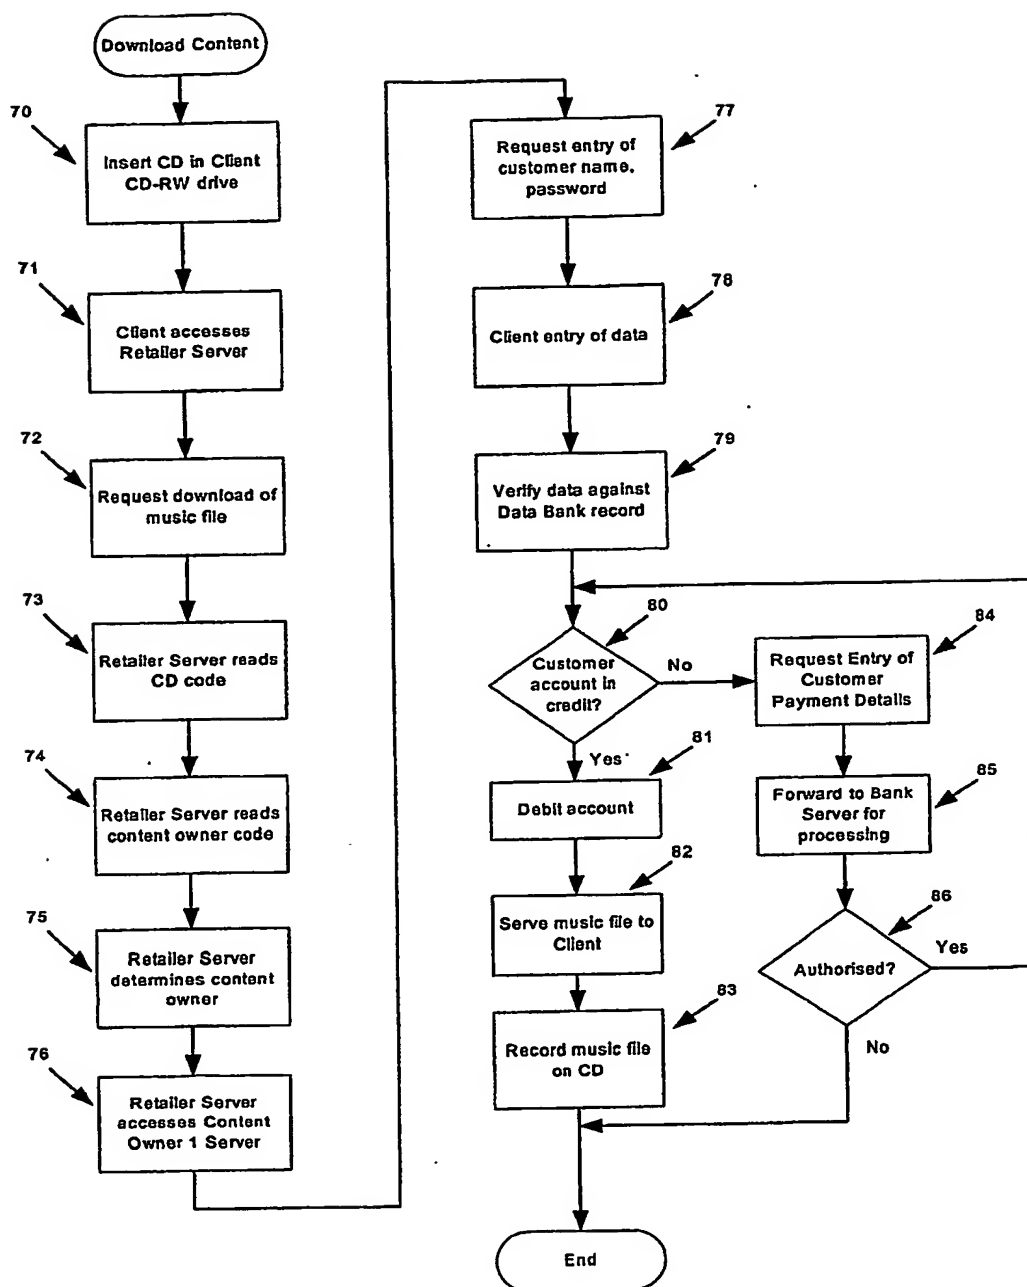 Download Content
70
Insert CD in Client
CD-RW drive
71
Client accesses
Retailer Server
72
Request download of
music file
73
Retailer Server reads
CD code
74
Retailer Server reads
content owner code
75
Retailer Server
determines content
owner
76
Retailer Server
accesses Content
Owner 1 Server
77
Request entry of
customer name,
password
78
Client entry of data
79
Verify data against
Data Bank record
80
Customer
account in
credit?
No
Yes
81
Debit account
82
Serve music file to
Client
83
Record music file
on CD
84
Request Entry of
Customer
Payment Details
85
Forward to Bank
Server for
processing
86
Authorised?
Yes
No
End